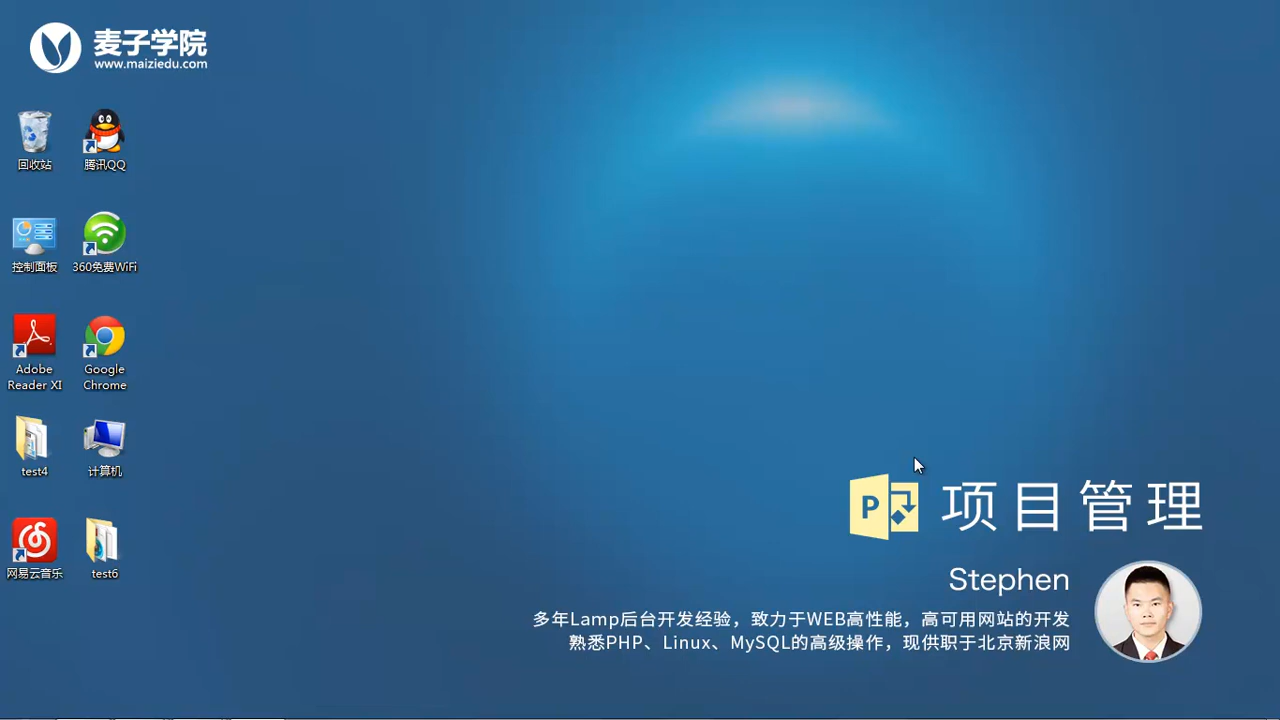 麦子学院
www.maiziedu.com
回收站
腾讯QQ
控制面板
360免费WiFi
Adobe
Reader XI
Google
Chrome
test4
计算机
网易云音乐
test6
P
项目管理
Stephen
多年Lamp后台开发经验，致力于WEB高性能，高可用网站的开发
熟悉PHP、Linux、MySQL的高级操作，现供职于北京新浪网